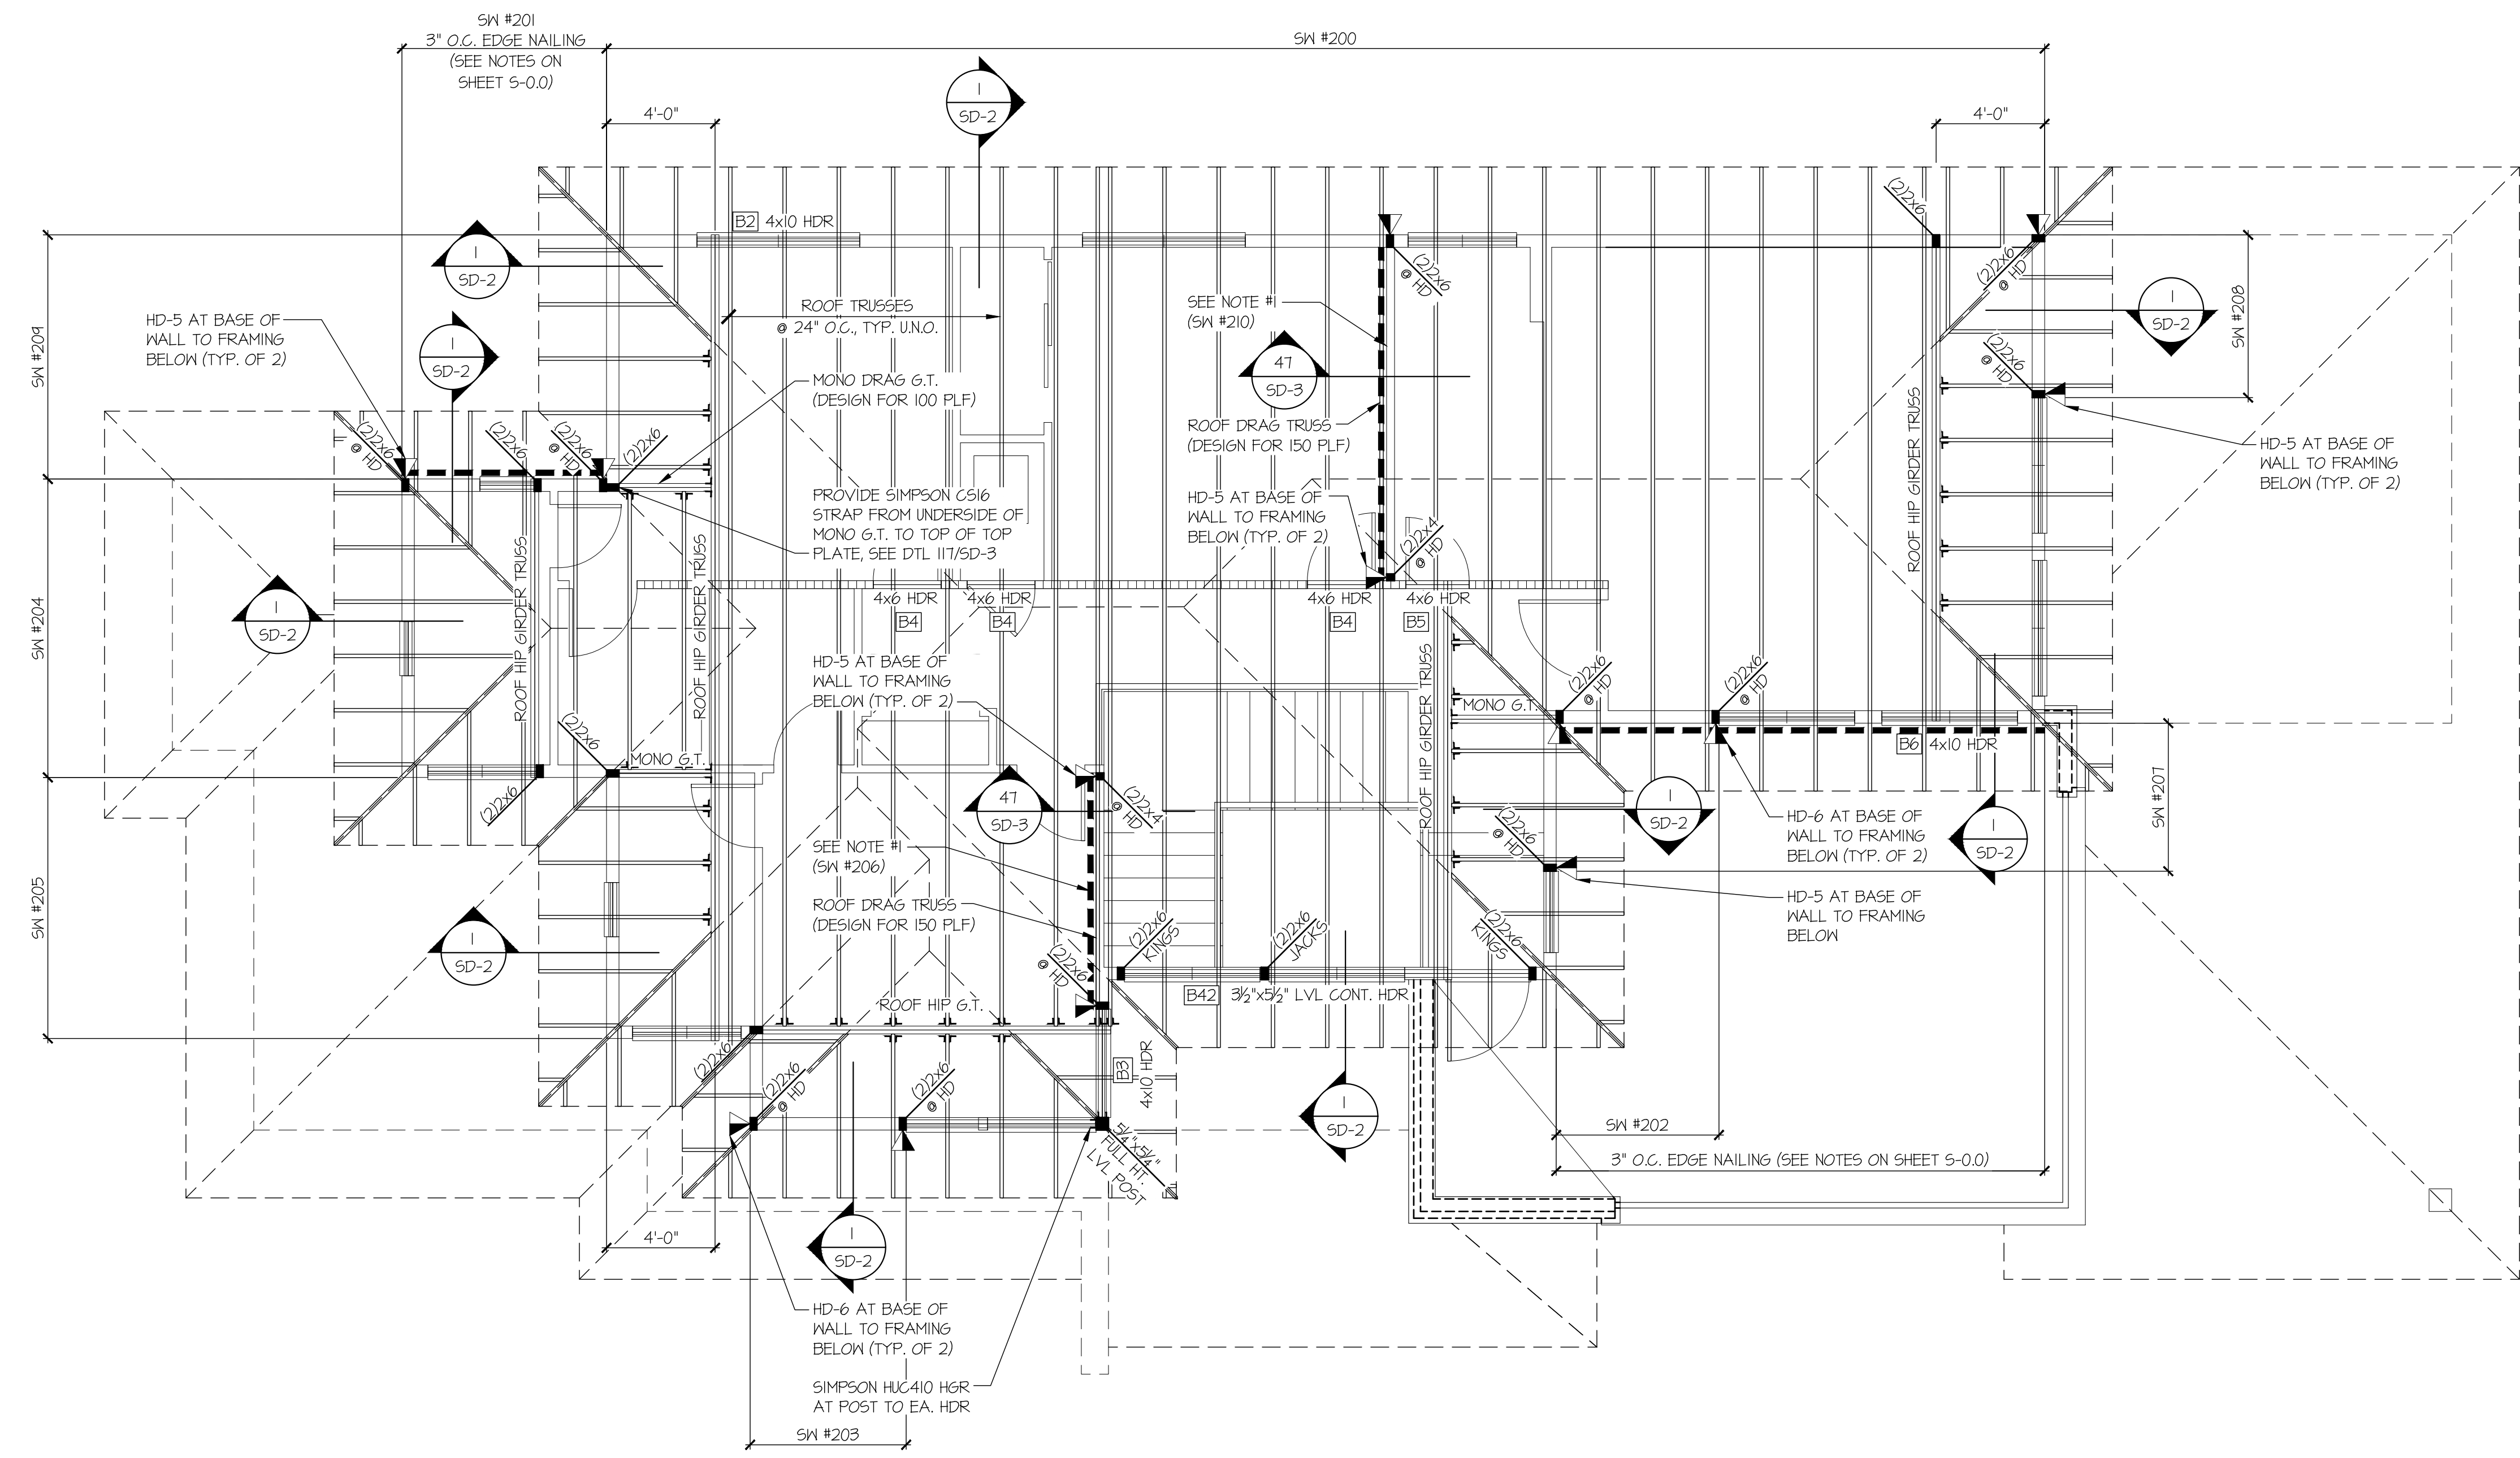 SW #201
3" O.C. EDGE NAILING
(SEE NOTES ON
SHEET S-0.0)
SW #200
1
SD-2
4'-0"
4'-0"
B2 4x10 HDR
(2)2x6
1
SD-2
(2)2x6
@ HD
(2)2x6
@ HD
SW #209
SW #208
1
SD-2
HD-5 AT BASE OF
WALL TO FRAMING
BELOW (TYP. OF 2)
1
SD-2
ROOF TRUSSES
@ 24" O.C., TYP. U.N.O.
SEE NOTE #1
(SW #210)
47
SD-3
(2)2x6
@ HD
MONO DRAG G.T.
(DESIGN FOR 100 PLF)
ROOF DRAG TRUSS
(DESIGN FOR 150 PLF)
ROOF HIP GIRDER TRUSS
HD-5 AT BASE OF
WALL TO FRAMING
BELOW (TYP. OF 2)
(2)2x6
@ HD
(2)2x6
(2)2x6
@ HD
(2)2x6
PROVIDE SIMPSON CS16
STRAP FROM UNDERSIDE OF
MONO G.T. TO TOP OF TOP
PLATE, SEE DTL 117/SD-3
HD-5 AT BASE OF
WALL TO FRAMING
BELOW (TYP. OF 2)
(2)2x4
@ HD
SW #204
1
SD-2
ROOF HIP GIRDER TRUSS
ROOF HIP GIRDER TRUSS
4x6 HDR
B4
4x6 HDR
B4
4x6 HDR
B4
4x6 HDR
B5
HD-5 AT BASE OF
WALL TO FRAMING
BELOW (TYP. OF 2)
ROOF HIP GIRDER TRUSS
MONO G.T.
(2)2x6
@ HD
(2)2x6
@ HD
B6 4x10 HDR
(2)2x6
MONO G.T.
(2)2x6
47
SD-3
(2)2x4
@ HD
SW #207
1
SD-2
HD-6 AT BASE OF
WALL TO FRAMING
BELOW (TYP. OF 2)
1
SD-2
SEE NOTE #1
(SW #206)
(2)2x6
@ HD
HD-5 AT BASE OF
WALL TO FRAMING
BELOW
SW #205
1
SD-2
ROOF DRAG TRUSS
(DESIGN FOR 150 PLF)
(2)2x6
KINGS
(2)2x6
JACKS
(2)2x6
KINGS
(2)2x6
@ HD
B42 3½"x5½" LVL CONT. HDR
ROOF HIP G.T.
(2)2x6
(2)2x6
@ HD
(2)2x6
@ HD
B3
4x10 HDR
5¼"x5¼"
FULL HT.
LVL POST
1
SD-2
SW #202
3" O.C. EDGE NAILING (SEE NOTES ON SHEET S-0.0)
4'-0"
1
SD-2
HD-6 AT BASE OF
WALL TO FRAMING
BELOW (TYP. OF 2)
SIMPSON HUC410 HGR
AT POST TO EA. HDR
SW #203